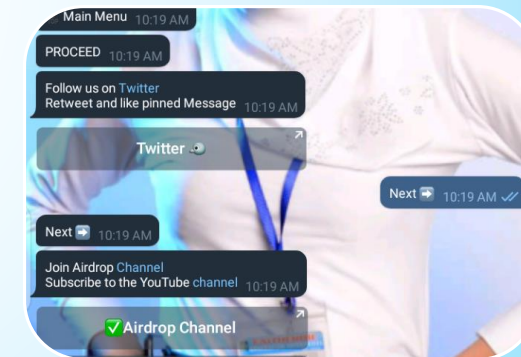 Main Menu 10:19 AM
PROCEED 10:19 AM
Follow us on Twitter
Retweet and like pinned Message 10:19 AM
Twitter
Next ➡️ 10:19 AM
Next ➡️ 10:19 AM
Join Airdrop Channel
Subscribe to the YouTube channel 10:19 AM
✅Airdrop Channel